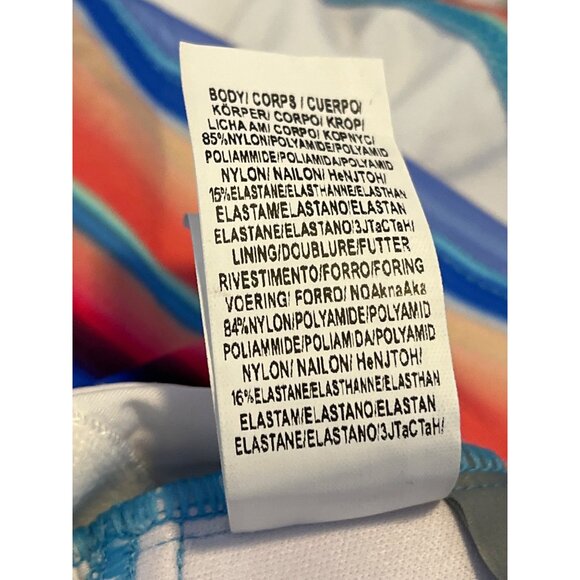 BODY/ CORPS / CUERPO/
KÖRPER/ CORPO/ KROP/
LICHAAM/ CORPO/ KOPNYC/
85%NYLON/POLYAMIDE/POLYAMID
POLIAMMIDE/POLIAMIDA/POLYAMID
NYLON/ NAILON/ HeNJTOH/
15%ELASTANE/ELASTHANNE/ELASTHAN
ELASTAM/ELASTANO/ELASTAN
ELASTANE/ELASTANO/3JTaCTaH/
LINING/DOUBLURE/FUTTER
RIVESTIMENTO/FORRO/FORING
VOERING/ FORRO/ NOAknaAka
84%NYLON/POLYAMIDE/POLYAMID
POLIAMMIDE/POLIAMIDA/POLYAMID
NYLON/ NAILON/ HeNJTOH/
16%ELASTANE/ELASTHANNE/ELASTHAN
ELASTAM/ELASTANO/ELASTAN
ELASTANE/ELASTANO/3JTaCTaH/